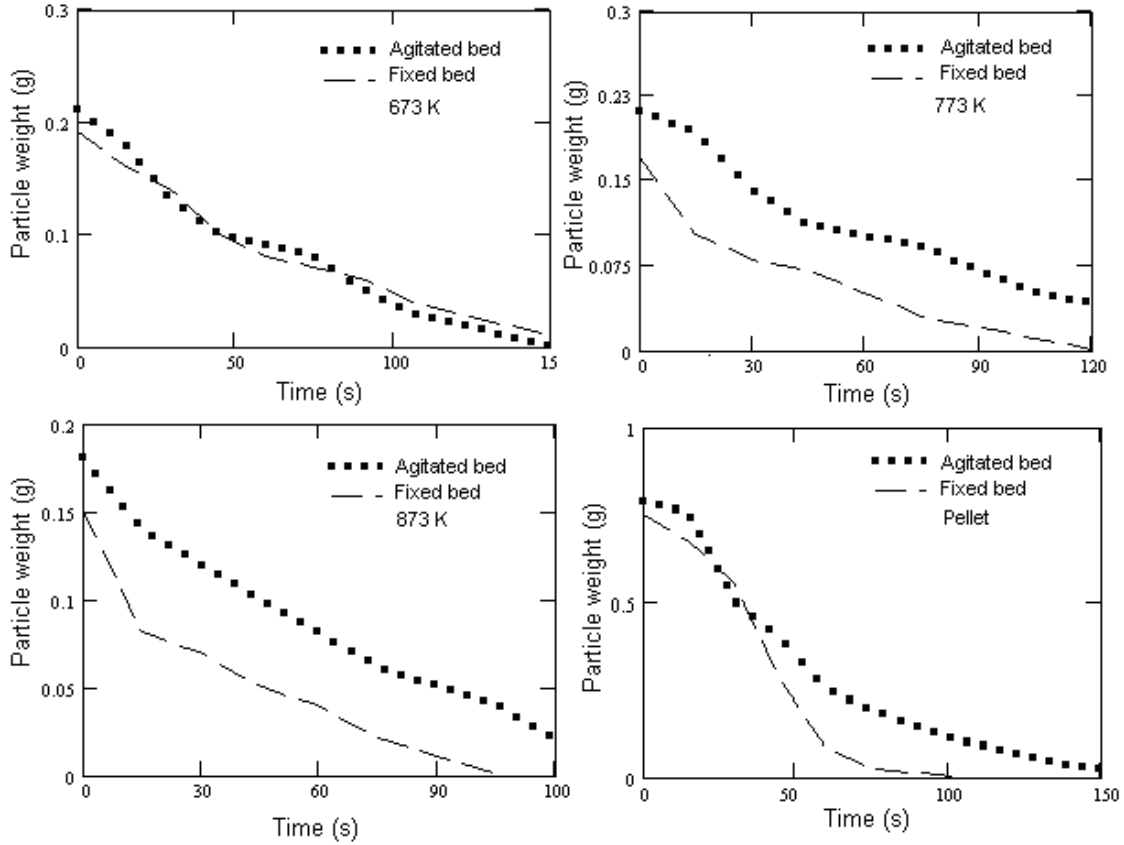 0.3
0.2
0.1
0
Particle weight (g)
Agitated bed
Fixed bed
673 K
0
50
100
15
Time (s)
0.3
0.23
0.15
0.075
0
Particle weight (g)
Agitated bed
Fixed bed
773 K
0
30
60
90
120
Time (s)
0.2
0.15
0.1
0.05
0
Particle weight (g)
Agitated bed
Fixed bed
873 K
0
30
60
100
Time (s)
1
0.5
0
Particle weight (g)
Agitated bed
Fixed bed
Pellet
0
50
100
150
Time (s)